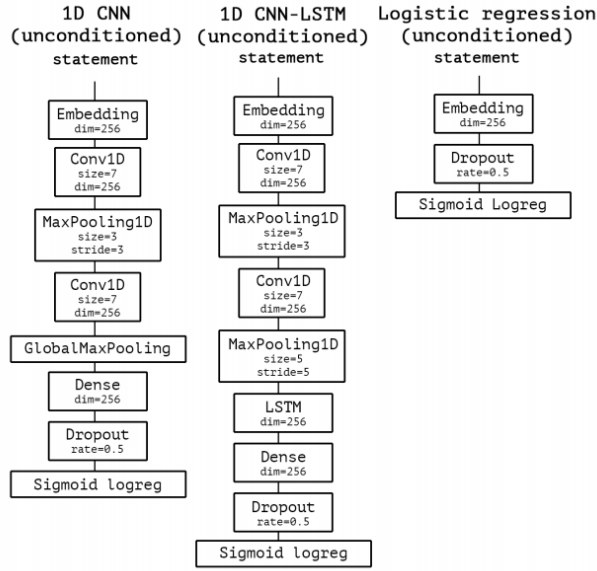 1D CNN
(unconditioned)
statement
Embedding
dim=256
Conv1D
size=7
dim=256
MaxPooling1D
size=3
stride=3
Conv1D
size=7
dim=256
GlobalMaxPooling
Dense
dim=256
Dropout
rate=0.5
Sigmoid logreg
1D CNN-LSTM
(unconditioned)
statement
Embedding
dim=256
Conv1D
size=7
dim=256
MaxPooling1D
size=3
stride=3
Conv1D
size=7
dim=256
MaxPooling1D
size=5
stride=5
LSTM
dim=256
Dense
dim=256
Dropout
rate=0.5
Sigmoid logreg
Logistic regression
(unconditioned)
statement
Embedding
dim=256
Dropout
rate=0.5
Sigmoid Logreg